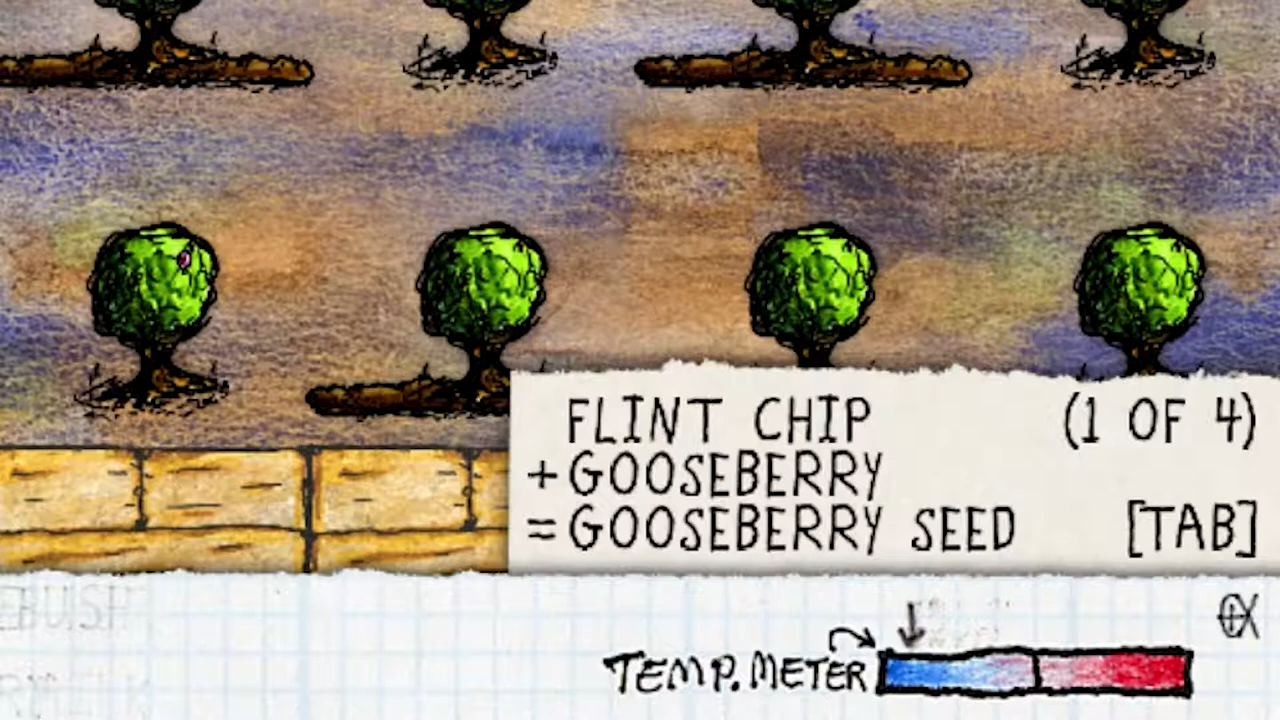 FLINT CHIP (1 OF 4)
+GOOSEBERRY
=GOOSEBERRY SEED [TAB]
TEMP.METER